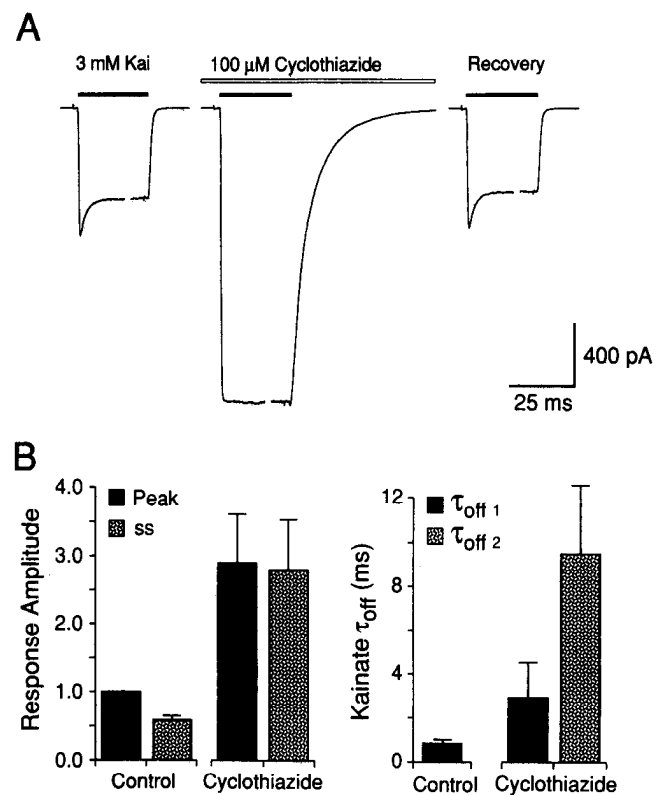 A
3 mM Kai
100 μM Cyclothiazide
Recovery
400 pA
25 ms
B
Response Amplitude
4.0
3.0
2.0
1.0
0.0
Peak
ss
Control
Cyclothiazide
Kainate τoff (ms)
12
8
4
0
τoff 1
τoff 2
Control
Cyclothiazide